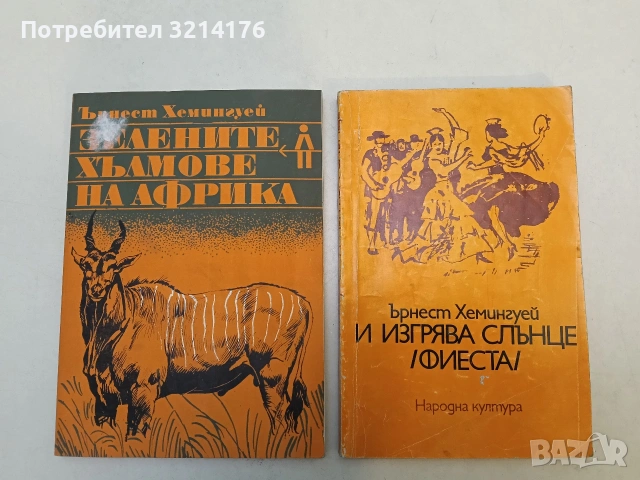 Потребител 3214176
Ърнест Хемингуей
ЗЕЛЕНИТЕ
ХЪЛМОВЕ
НА АФРИКА
Ърнест Хемингуей
И ИЗГРЯВА СЛЪНЦЕ
/ФИЕСТА/
Народна култура
BAZAR